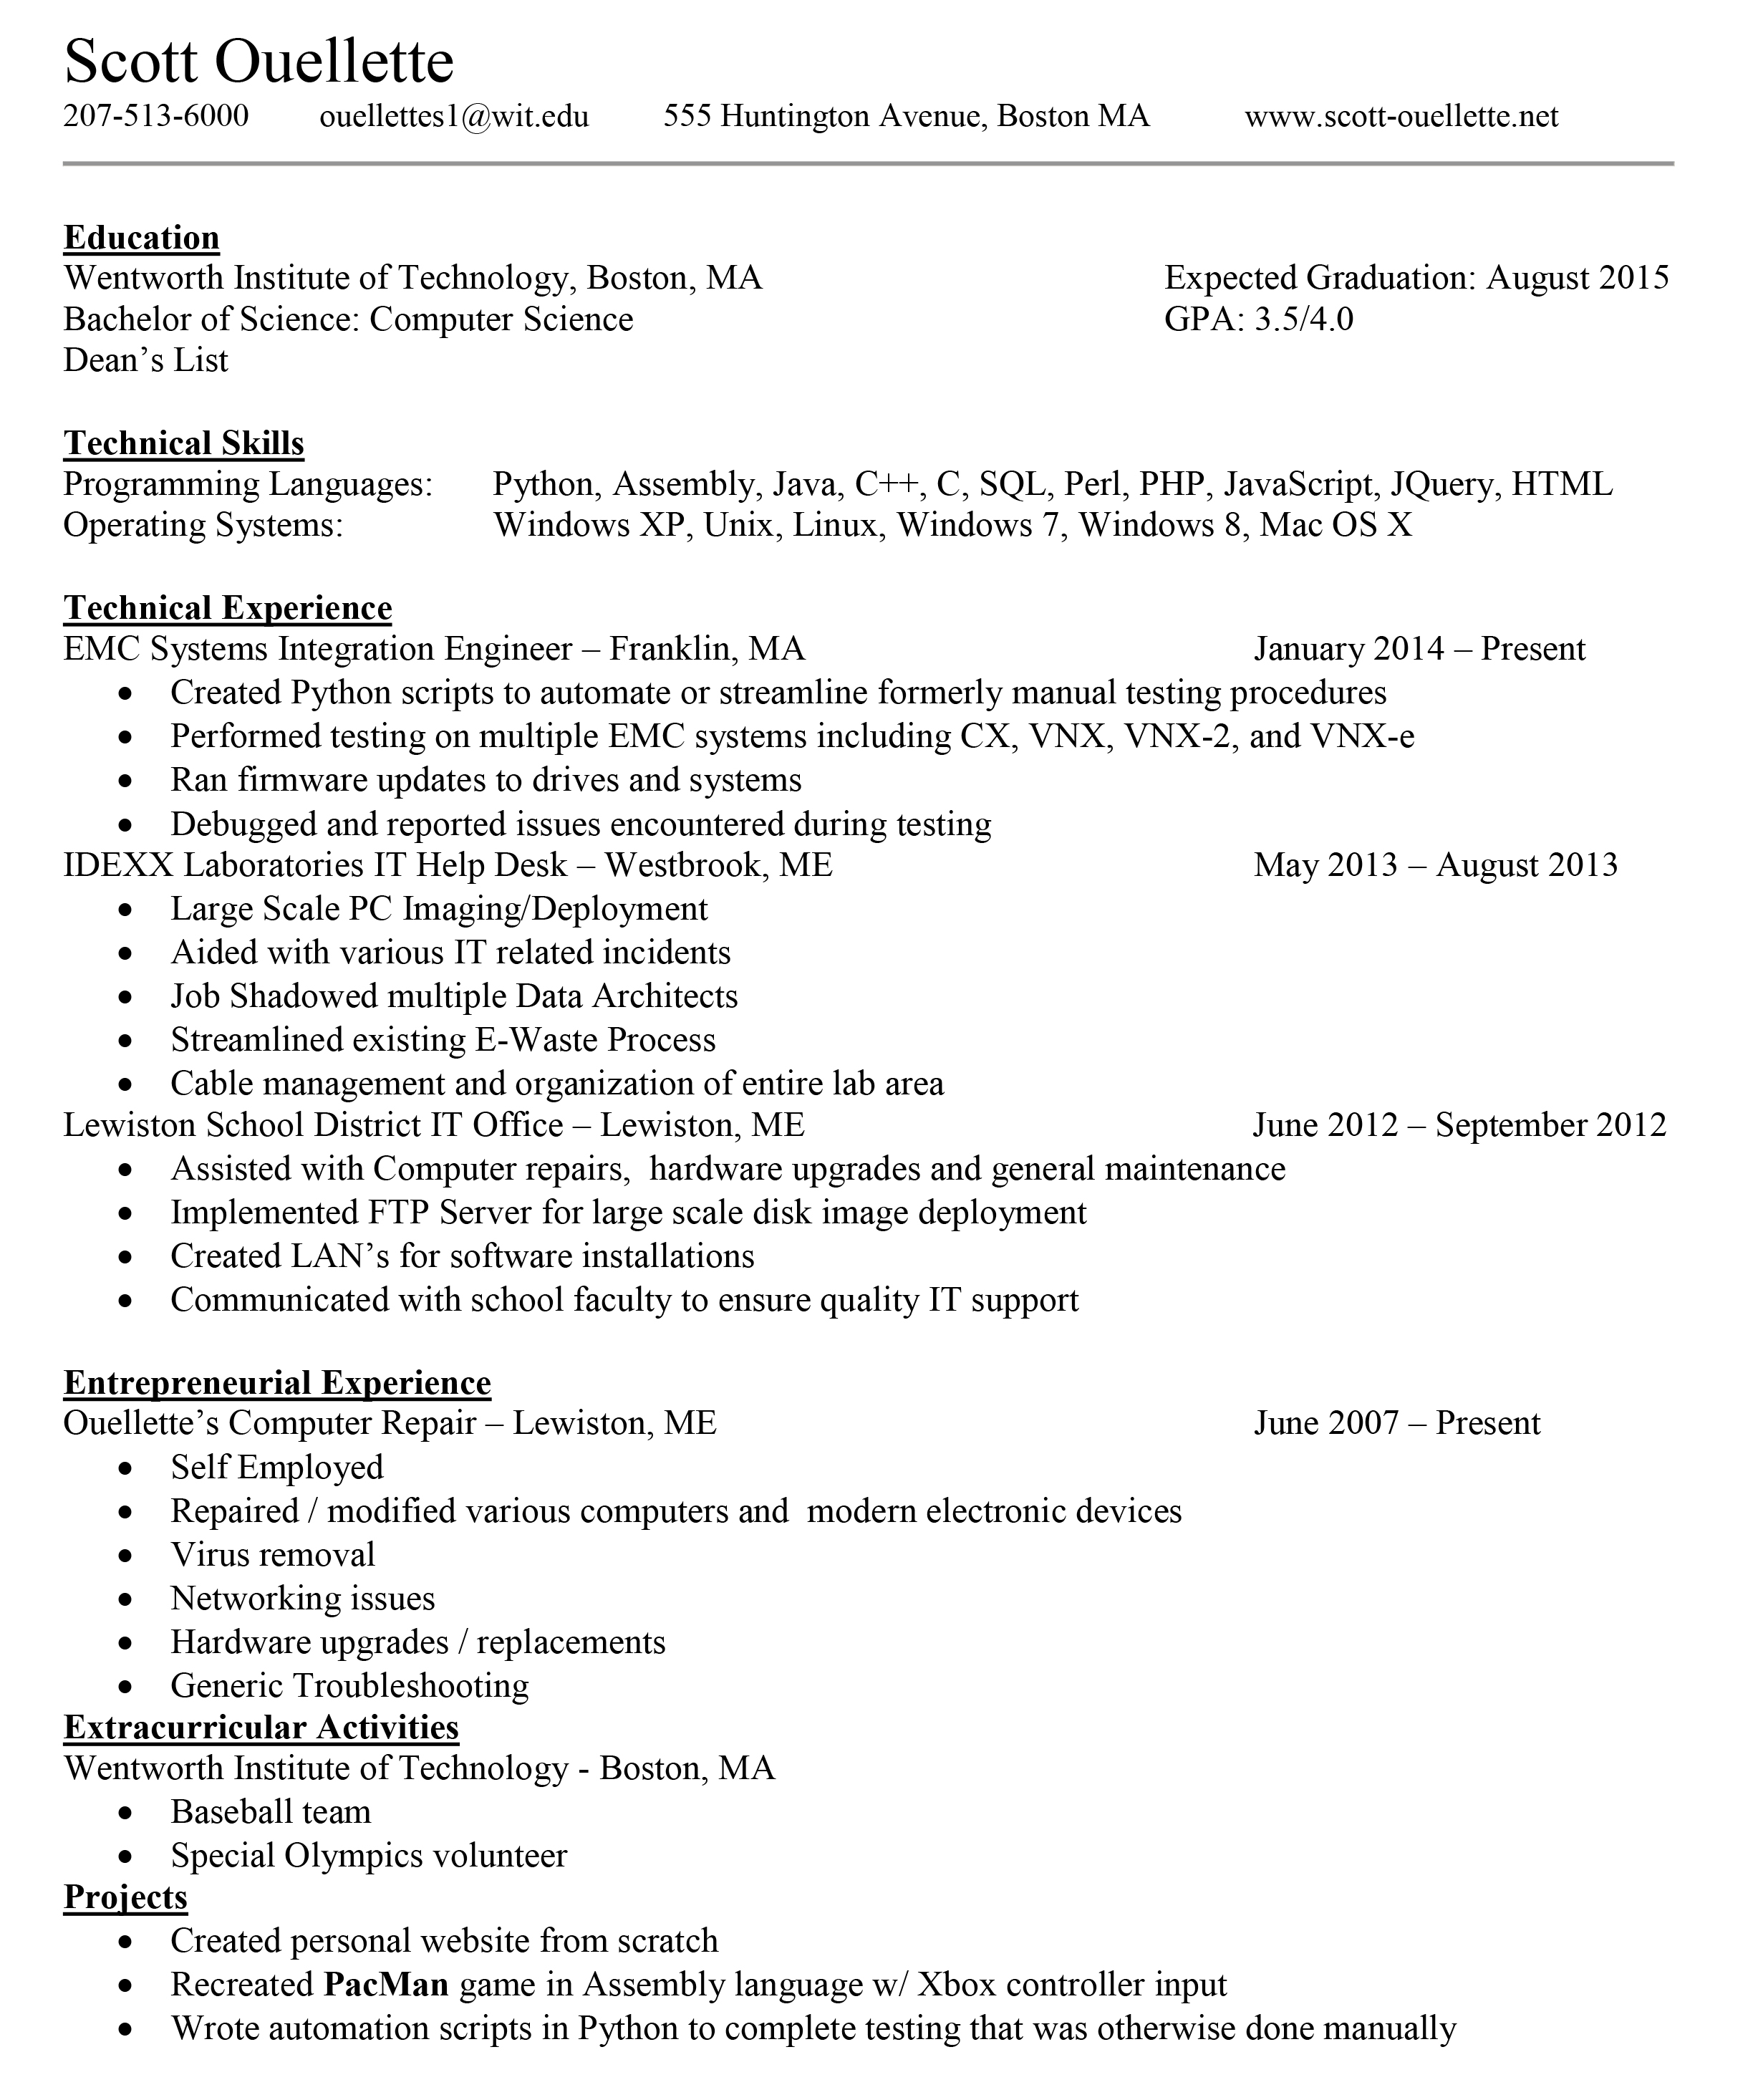 Scott Ouellette
207-513-6000 ouellettes1@wit.edu 555 Huntington Avenue, Boston MA www.scott-ouellette.net
Education
Wentworth Institute of Technology, Boston, MA Expected Graduation: August 2015
Bachelor of Science: Computer Science GPA: 3.5/4.0
Dean’s List
Technical Skills
Programming Languages: Python, Assembly, Java, C++, C, SQL, Perl, PHP, JavaScript, JQuery, HTML
Operating Systems: Windows XP, Unix, Linux, Windows 7, Windows 8, Mac OS X
Technical Experience
EMC Systems Integration Engineer – Franklin, MA January 2014 – Present
• Created Python scripts to automate or streamline formerly manual testing procedures
• Performed testing on multiple EMC systems including CX, VNX, VNX-2, and VNX-e
• Ran firmware updates to drives and systems
• Debugged and reported issues encountered during testing
IDEXX Laboratories IT Help Desk – Westbrook, ME May 2013 – August 2013
• Large Scale PC Imaging/Deployment
• Aided with various IT related incidents
• Job Shadowed multiple Data Architects
• Streamlined existing E-Waste Process
• Cable management and organization of entire lab area
Lewiston School District IT Office – Lewiston, ME June 2012 – September 2012
• Assisted with Computer repairs,  hardware upgrades and general maintenance
• Implemented FTP Server for large scale disk image deployment
• Created LAN’s for software installations
• Communicated with school faculty to ensure quality IT support
Entrepreneurial Experience
Ouellette’s Computer Repair – Lewiston, ME June 2007 – Present
• Self Employed
• Repaired / modified various computers and  modern electronic devices
• Virus removal
• Networking issues
• Hardware upgrades / replacements
• Generic Troubleshooting
Extracurricular Activities
Wentworth Institute of Technology - Boston, MA
• Baseball team
• Special Olympics volunteer
Projects
• Created personal website from scratch
• Recreated PacMan game in Assembly language w/ Xbox controller input
• Wrote automation scripts in Python to complete testing that was otherwise done manually